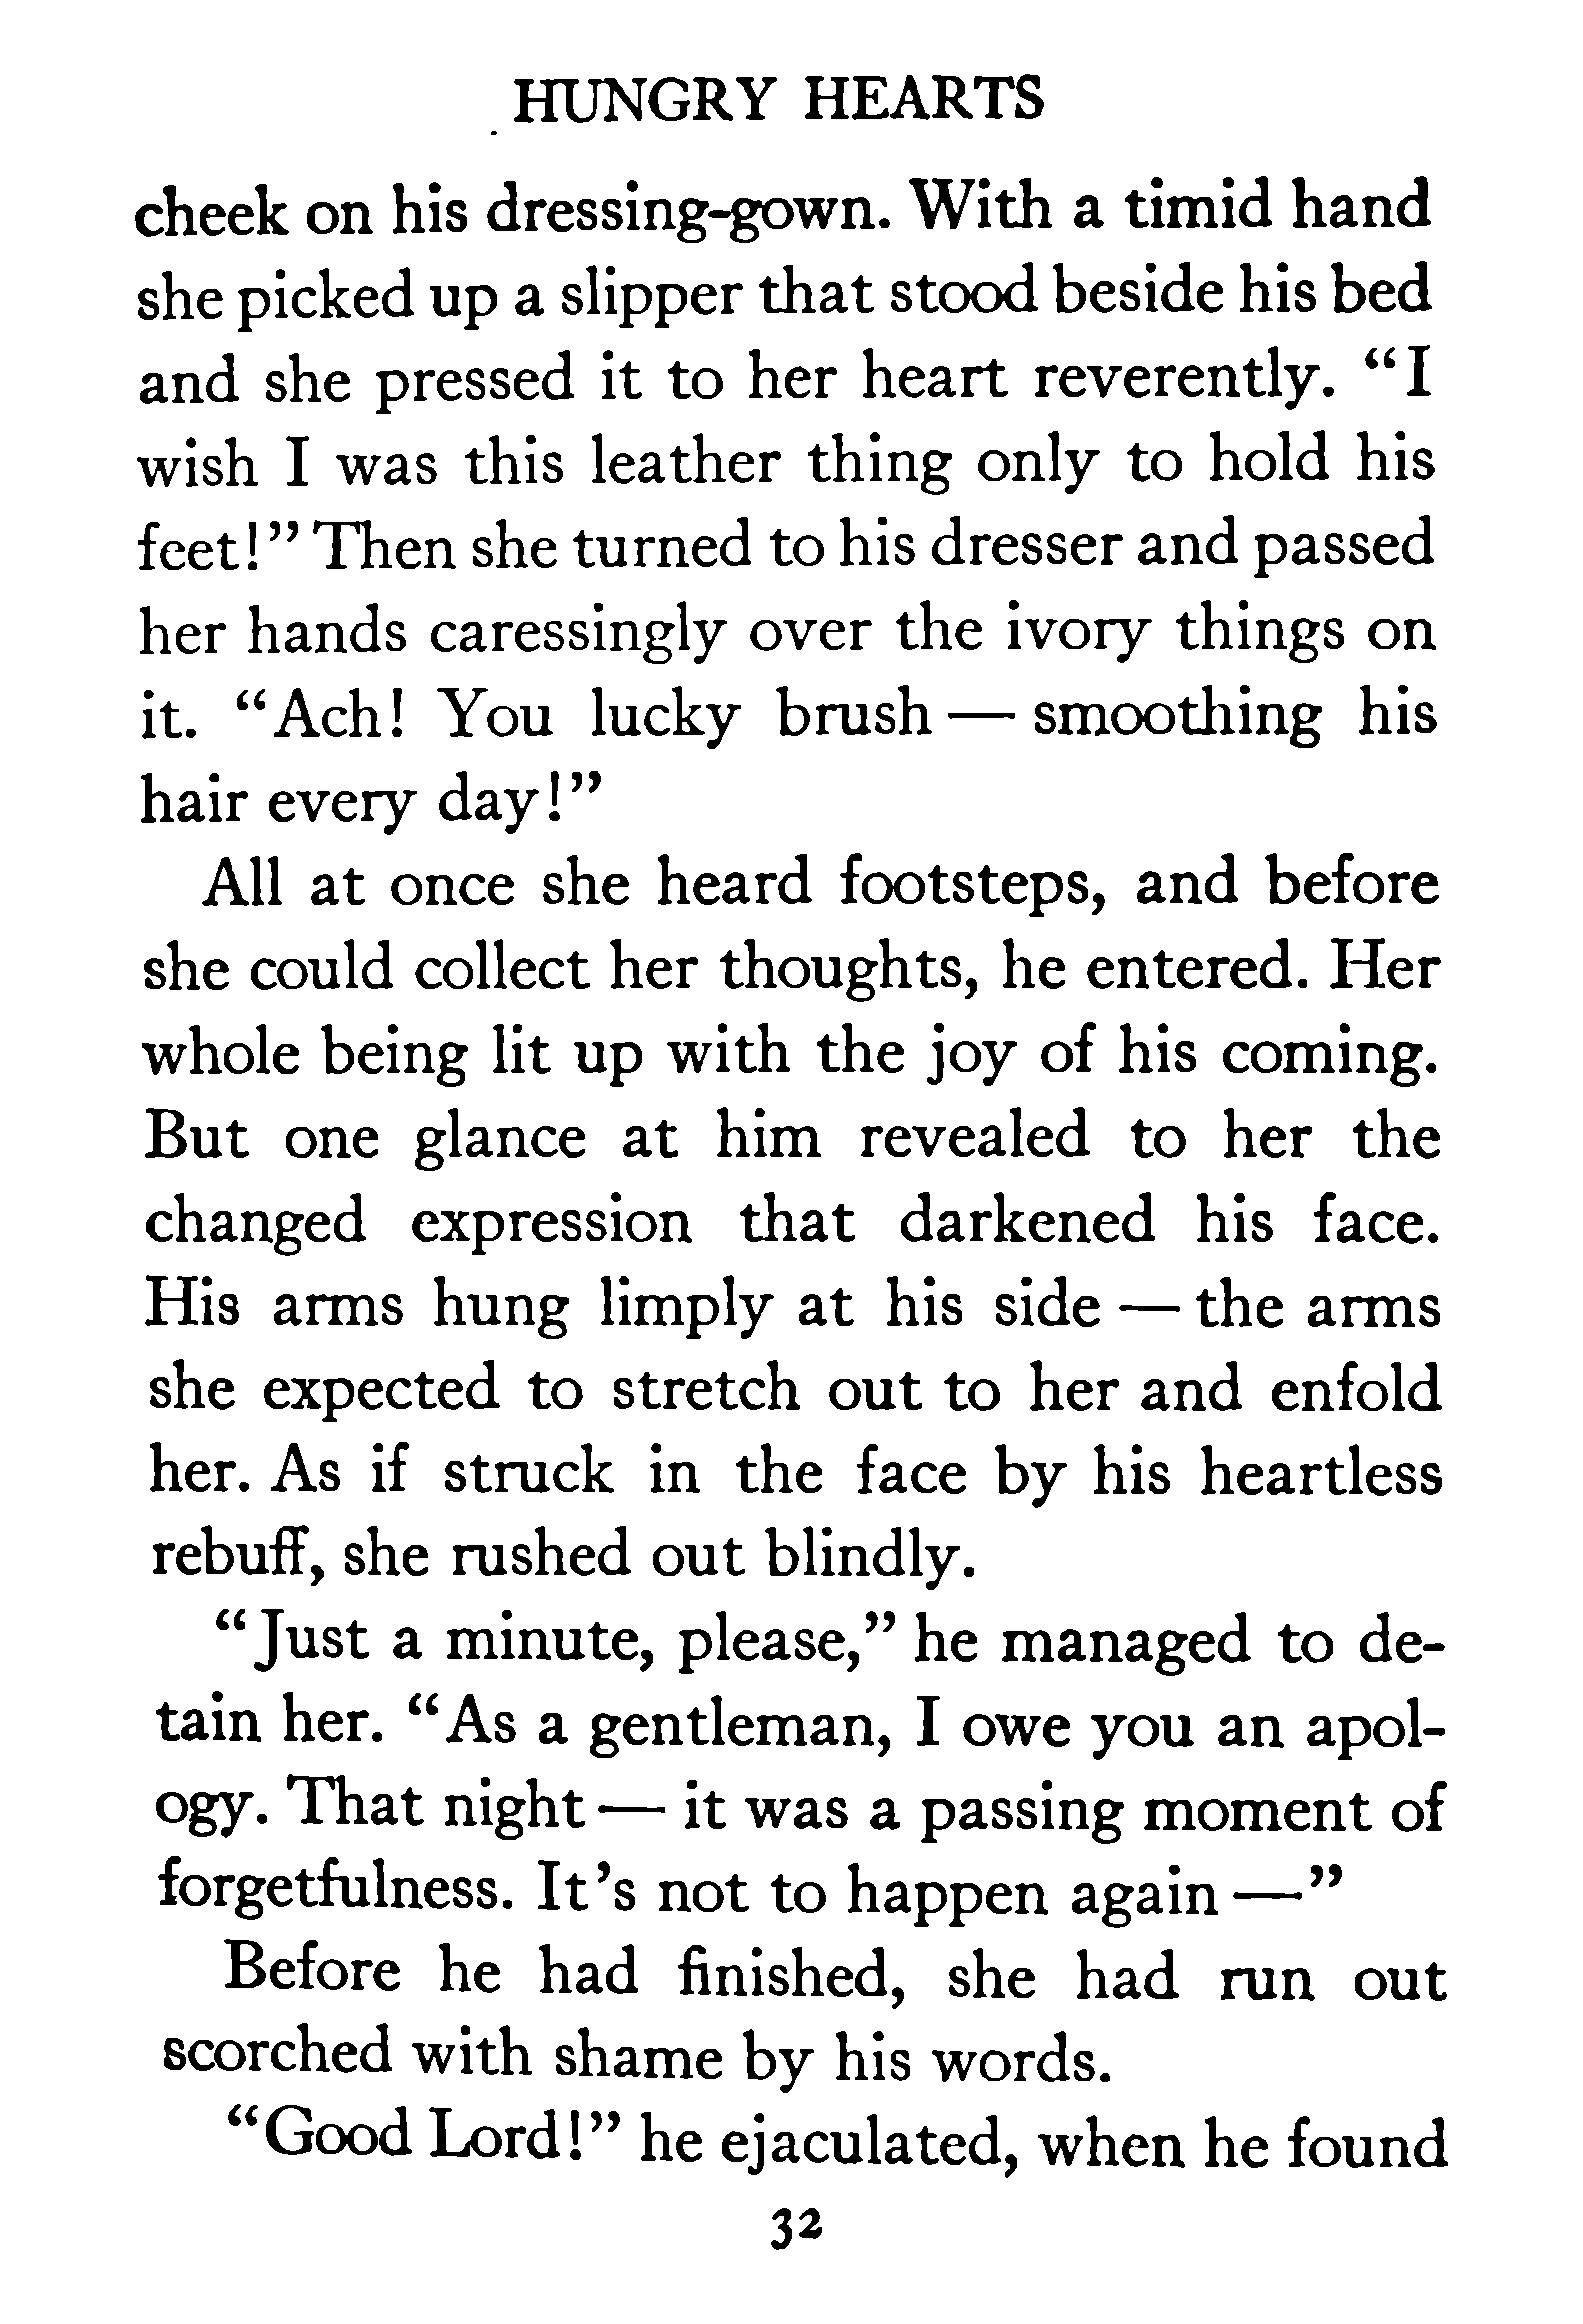 HUNGRY HEARTS
cheek on his dressing-gown. With a timid hand
she picked up a slipper that stood beside his bed
and she pressed it to her heart reverently. "I
wish I was this leather thing only to hold his
feet!" Then she turned to his dresser and passed
her hands caressingly over the ivory things on
it. "Ach! You lucky brush — smoothing his
hair every day!"
All at once she heard footsteps, and before
she could collect her thoughts, he entered. Her
whole being lit up with the joy of his coming.
But one glance at him revealed to her the
changed expression that darkened his face.
His arms hung limply at his side — the arms
she expected to stretch out to her and enfold
her. As if struck in the face by his heartless
rebuff, she rushed out blindly.
"Just a minute, please," he managed to de-
tain her. "As a gentleman, I owe you an apol-
ogy. That night — it was a passing moment of
forgetfulness. It's not to happen again —"
Before he had finished, she had run out
scorched with shame by his words.
"Good Lord!" he ejaculated, when he found
32